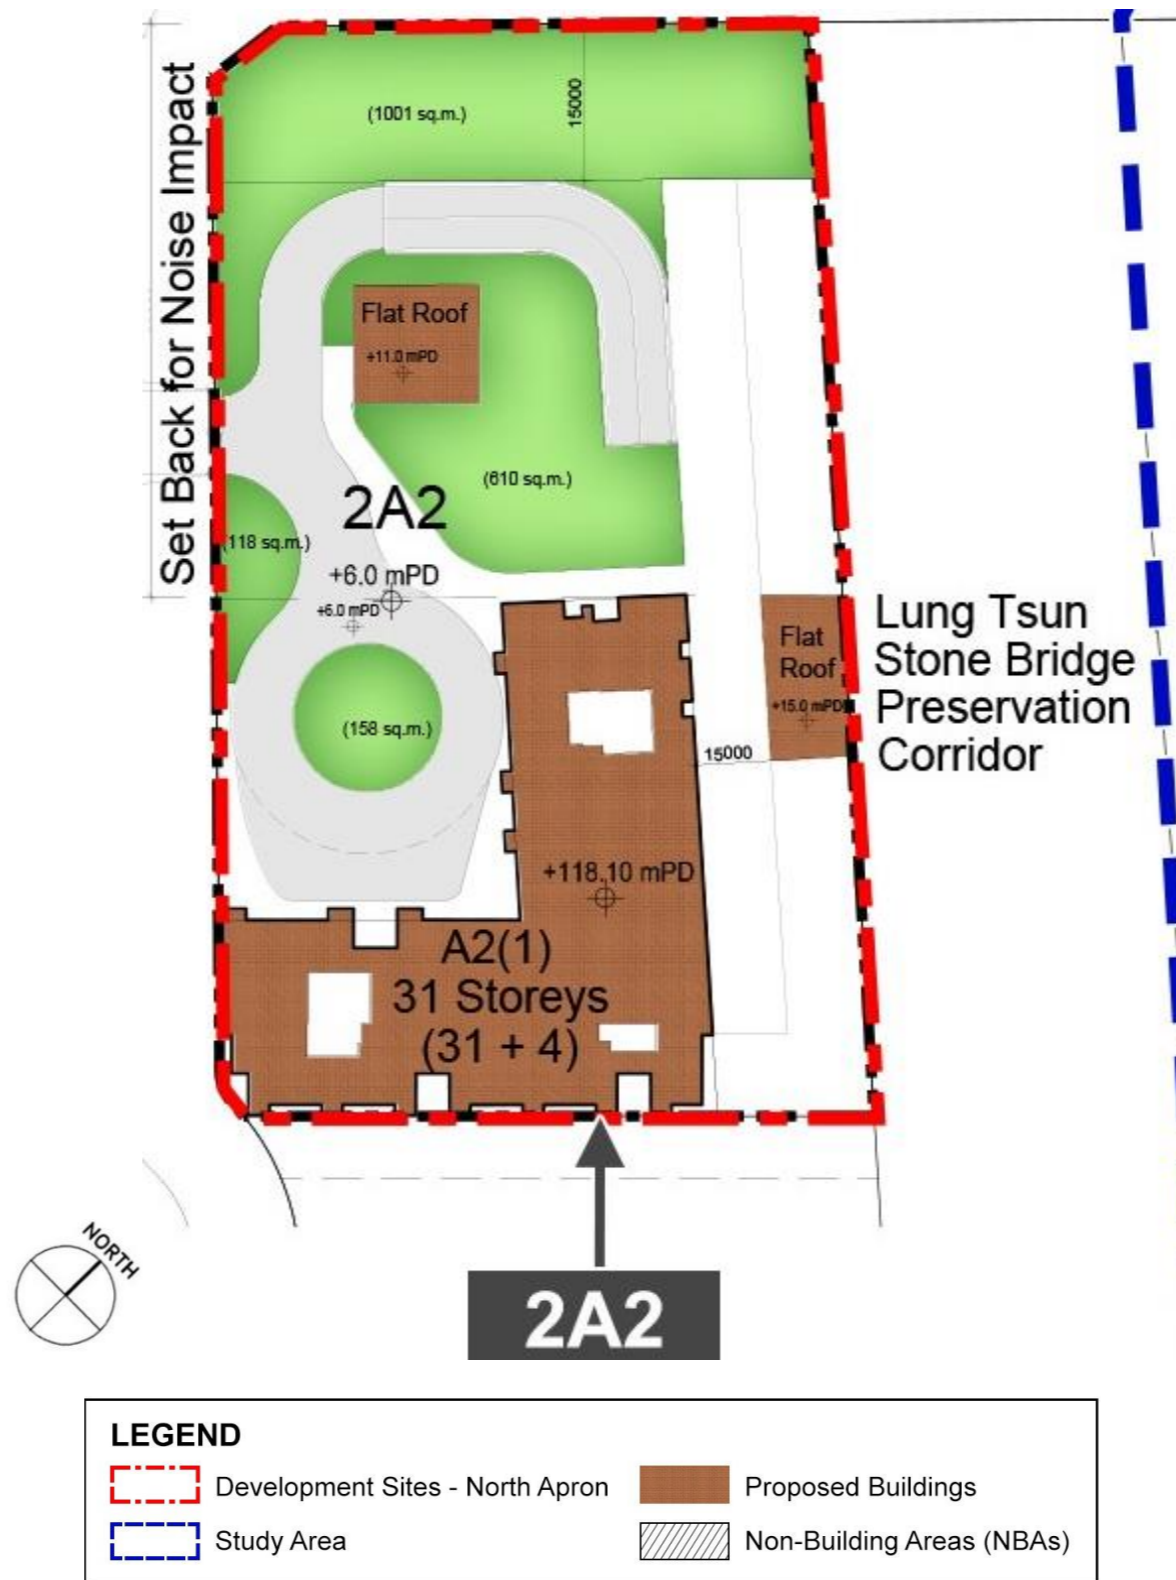 (1001 sq.m.)
15000
Set Back for Noise Impact
Flat Roof
+11.0 mPD
(610 sq.m.)
2A2
(118 sq.m.)
+6.0 mPD
+6.0 mPD
Lung Tsun
Stone Bridge
Preservation
Corridor
Flat
Roof
+15.0 mPD
(158 sq.m.)
15000
+118.10 mPD
A2(1)
31 Storeys
(31 + 4)
NORTH
2A2
LEGEND
Development Sites - North Apron
Proposed Buildings
Study Area
Non-Building Areas (NBAs)